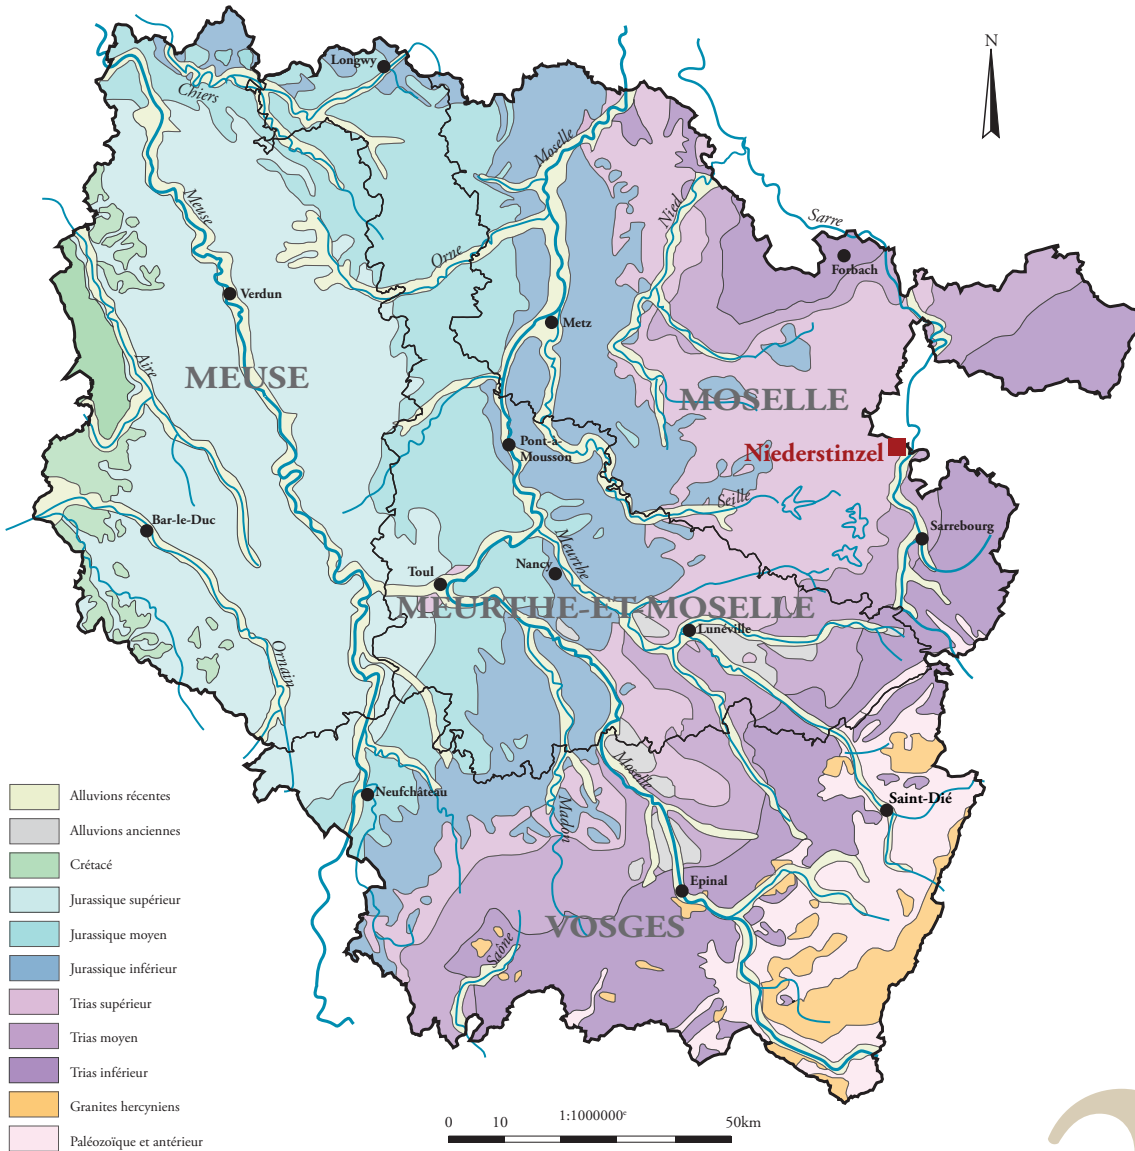 N
Longwy
Chiers
Moselle
Meuse
Nied
Sarre
Orne
Forbach
Verdun
Metz
Aire
MEUSE
MOSELLE
Pont-à-
Mousson
Niederstinzel
Seille
Bar-le-Duc
Sarrebourg
Meurthe
Nancy
Toul
MEURTHE-ET-MOSELLE
Lunéville
Ornain
Moselle
Neufchâteau
Madon
Saint-Dié
Epinal
VOSGES
Saône
Alluvions récentes
Alluvions anciennes
Crétacé
Jurassique supérieur
Jurassique moyen
Jurassique inférieur
Trias supérieur
Trias moyen
Trias inférieur
Granites hercyniens
Paléozoïque et antérieur
1:1000000e
0 10 50km